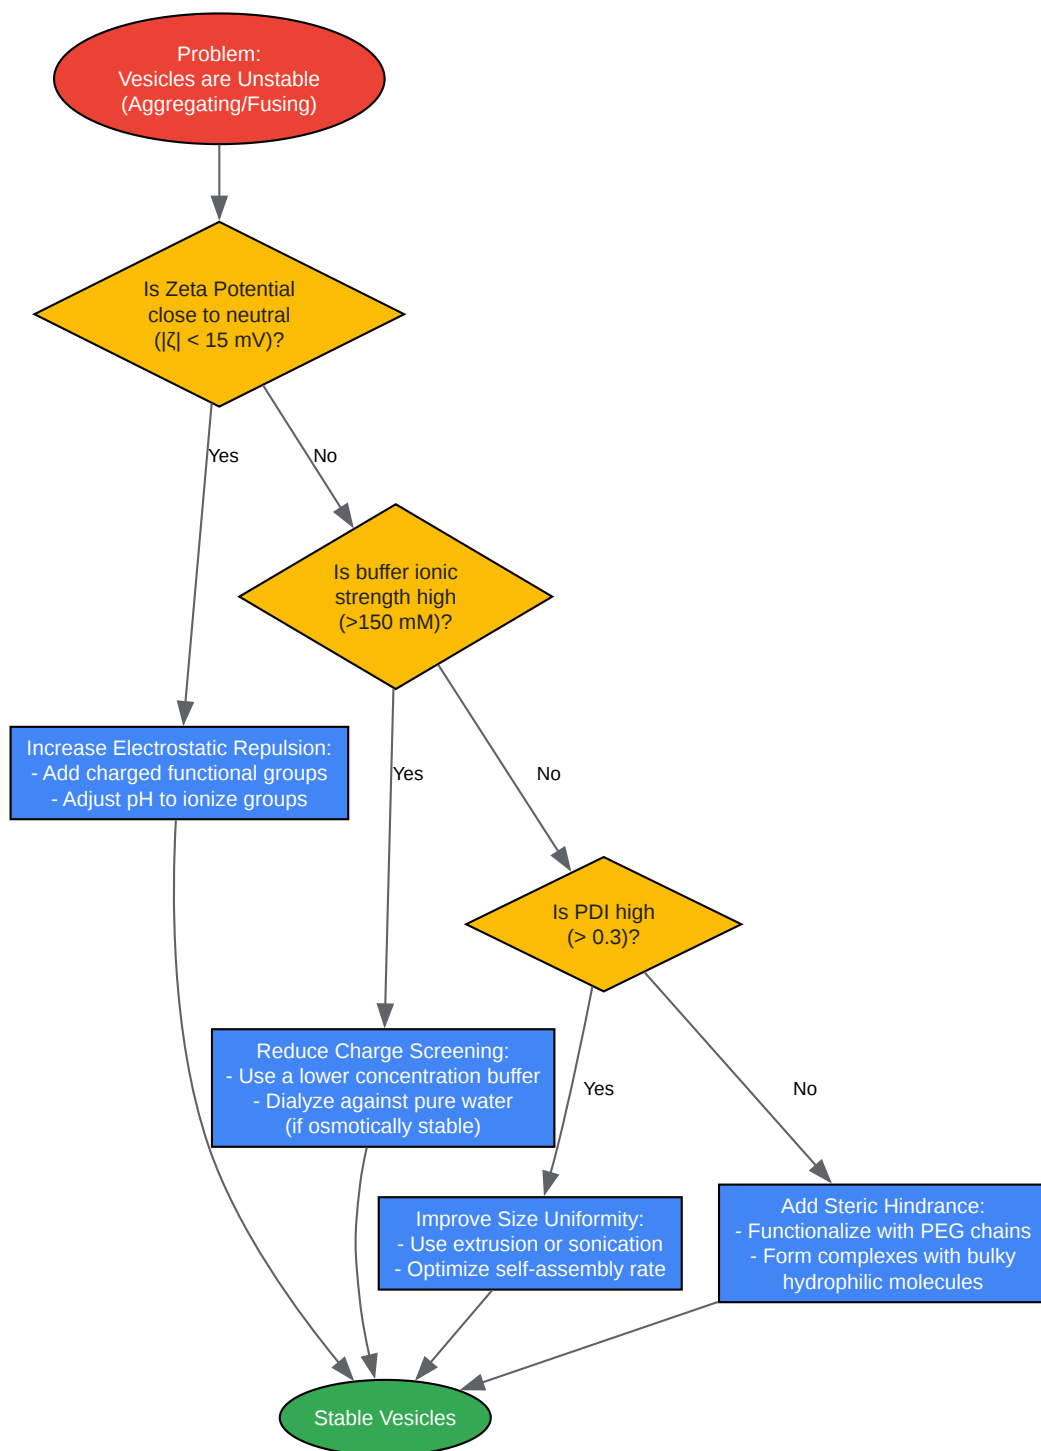 Problem:
Vesicles are Unstable
(Aggregating/Fusing)
Is Zeta Potential
close to neutral
(|ζ| < 15 mV)?
Yes
No
Is buffer ionic
strength high
(>150 mM)?
Increase Electrostatic Repulsion:
- Add charged functional groups
- Adjust pH to ionize groups
Yes
No
Is PDI high
(> 0.3)?
Reduce Charge Screening:
- Use a lower concentration buffer
- Dialyze against pure water
(if osmotically stable)
Yes
No
Improve Size Uniformity:
- Use extrusion or sonication
- Optimize self-assembly rate
Add Steric Hindrance:
- Functionalize with PEG chains
- Form complexes with bulky
hydrophilic molecules
Stable Vesicles